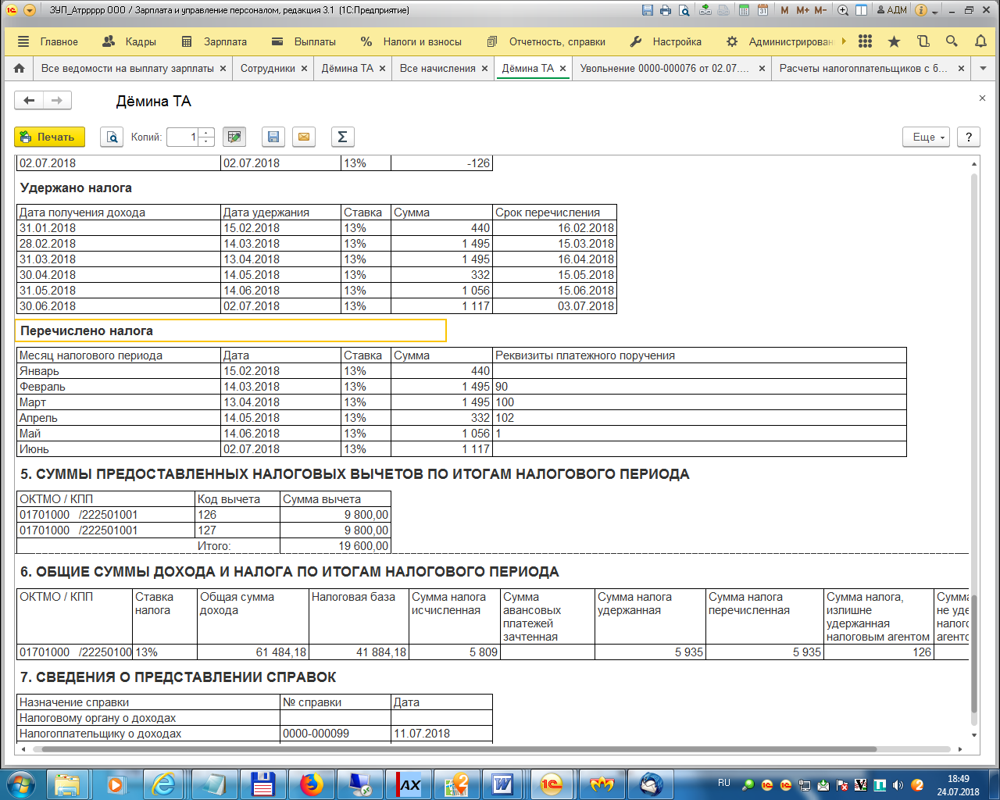 ЗУП_Атррррр ООО / Зарплата и управление персоналом, редакция 3.1 (1С:Предприятие)
M M+ M- АДМ
Главное Кадры Зарплата Выплаты Налоги и взносы Отчетность, справки Настройка Администрирован
Все ведомости на выплату зарплаты Сотрудники Дёмина ТА Все начисления Дёмина ТА Увольнение 0000-000076 от 02.07.... Расчеты налогоплательщиков с б...
Дёмина ТА
Печать Копий: 1 Σ Еще ?
02.07.2018 02.07.2018 13% -126
Удержано налога
Дата получения дохода Дата удержания Ставка Сумма Срок перечисления
31.01.2018 15.02.2018 13% 440 16.02.2018
28.02.2018 14.03.2018 13% 1 495 15.03.2018
31.03.2018 13.04.2018 13% 1 495 16.04.2018
30.04.2018 14.05.2018 13% 332 15.05.2018
31.05.2018 14.06.2018 13% 1 056 15.06.2018
30.06.2018 02.07.2018 13% 1 117 03.07.2018
Перечислено налога
Месяц налогового периода Дата Ставка Сумма Реквизиты платежного поручения
Январь 15.02.2018 13% 440
Февраль 14.03.2018 13% 1 495 90
Март 13.04.2018 13% 1 495 100
Апрель 14.05.2018 13% 332 102
Май 14.06.2018 13% 1 056 1
Июнь 02.07.2018 13% 1 117
5. СУММЫ ПРЕДОСТАВЛЕННЫХ НАЛОГОВЫХ ВЫЧЕТОВ ПО ИТОГАМ НАЛОГОВОГО ПЕРИОДА
ОКТМО / КПП Код вычета Сумма вычета
01701000 /222501001 126 9 800,00
01701000 /222501001 127 9 800,00
Итого: 19 600,00
6. ОБЩИЕ СУММЫ ДОХОДА И НАЛОГА ПО ИТОГАМ НАЛОГОВОГО ПЕРИОДА
ОКТМО / КПП Ставка Общая сумма Налоговая база Сумма налога Сумма Сумма налога Сумма налога Сумма налога, Сумма
налога дохода исчисленная авансовых удержанная перечисленная излишне не уде
платежей удержанная налого
зачтенная налоговым агентом агенто
01701000 /22250100 13% 61 484,18 41 884,18 5 809 5 935 5 935 126
7. СВЕДЕНИЯ О ПРЕДСТАВЛЕНИИ СПРАВОК
Назначение справки № справки Дата
Налоговому органу о доходах
Налогоплательщику о доходах 0000-000099 11.07.2018
RU 18:49
24.07.2018